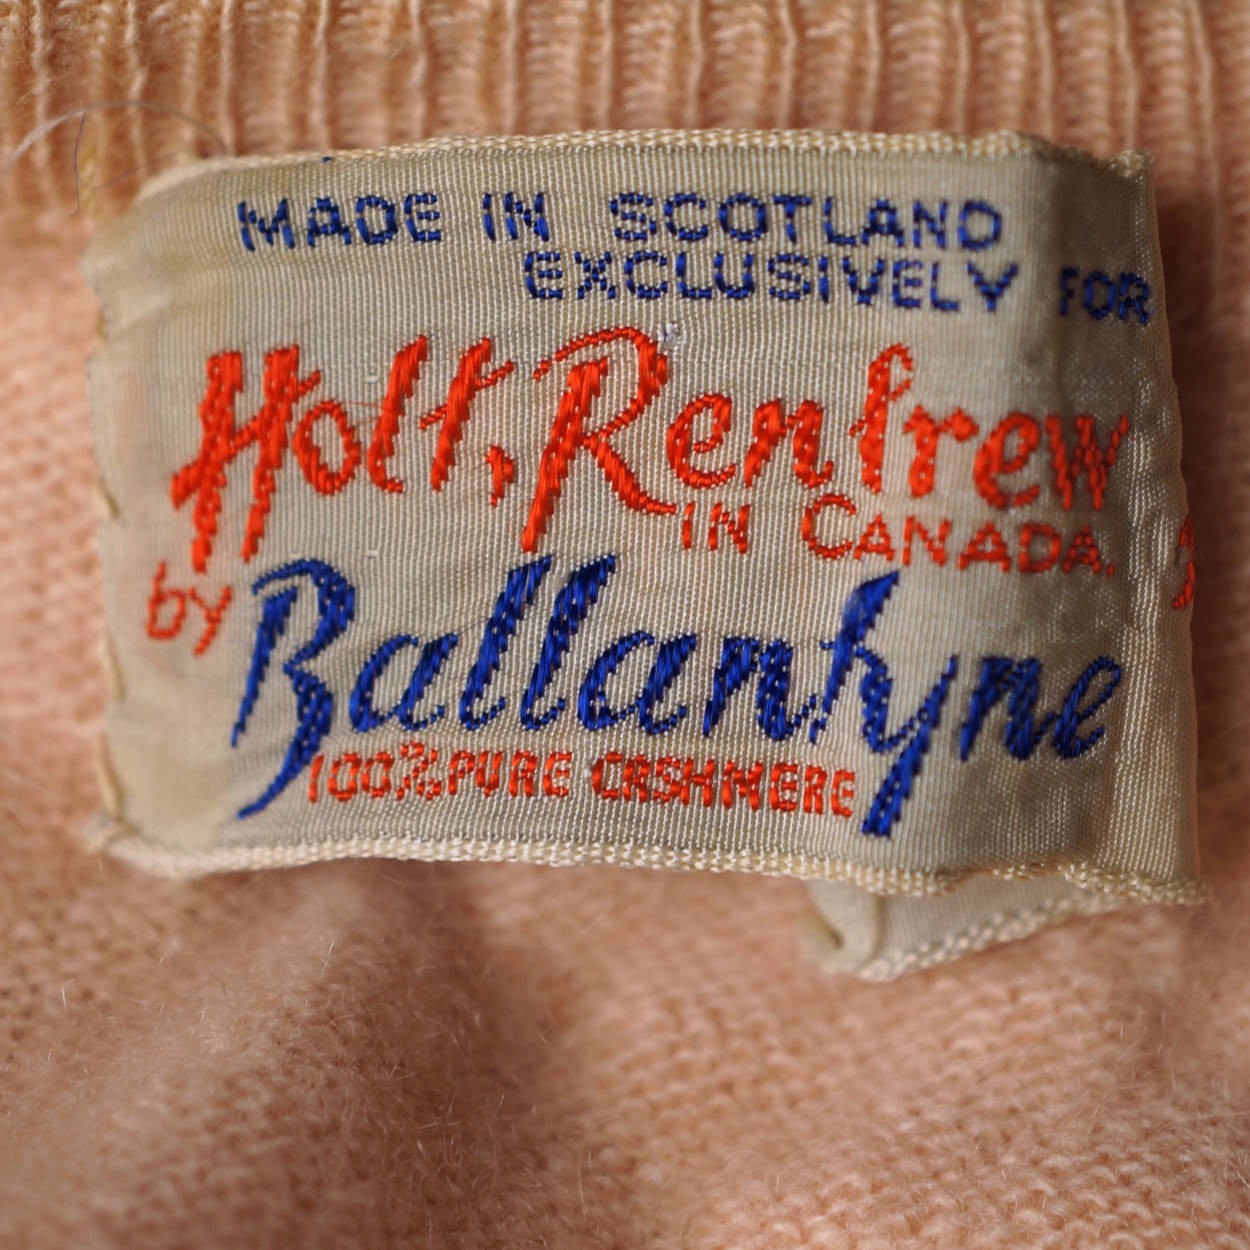 MADE IN SCOTLAND
EXCLUSIVELY FOR
Holt, Renfrew
IN CANADA.
by Ballantyne
100% PURE CASHMERE